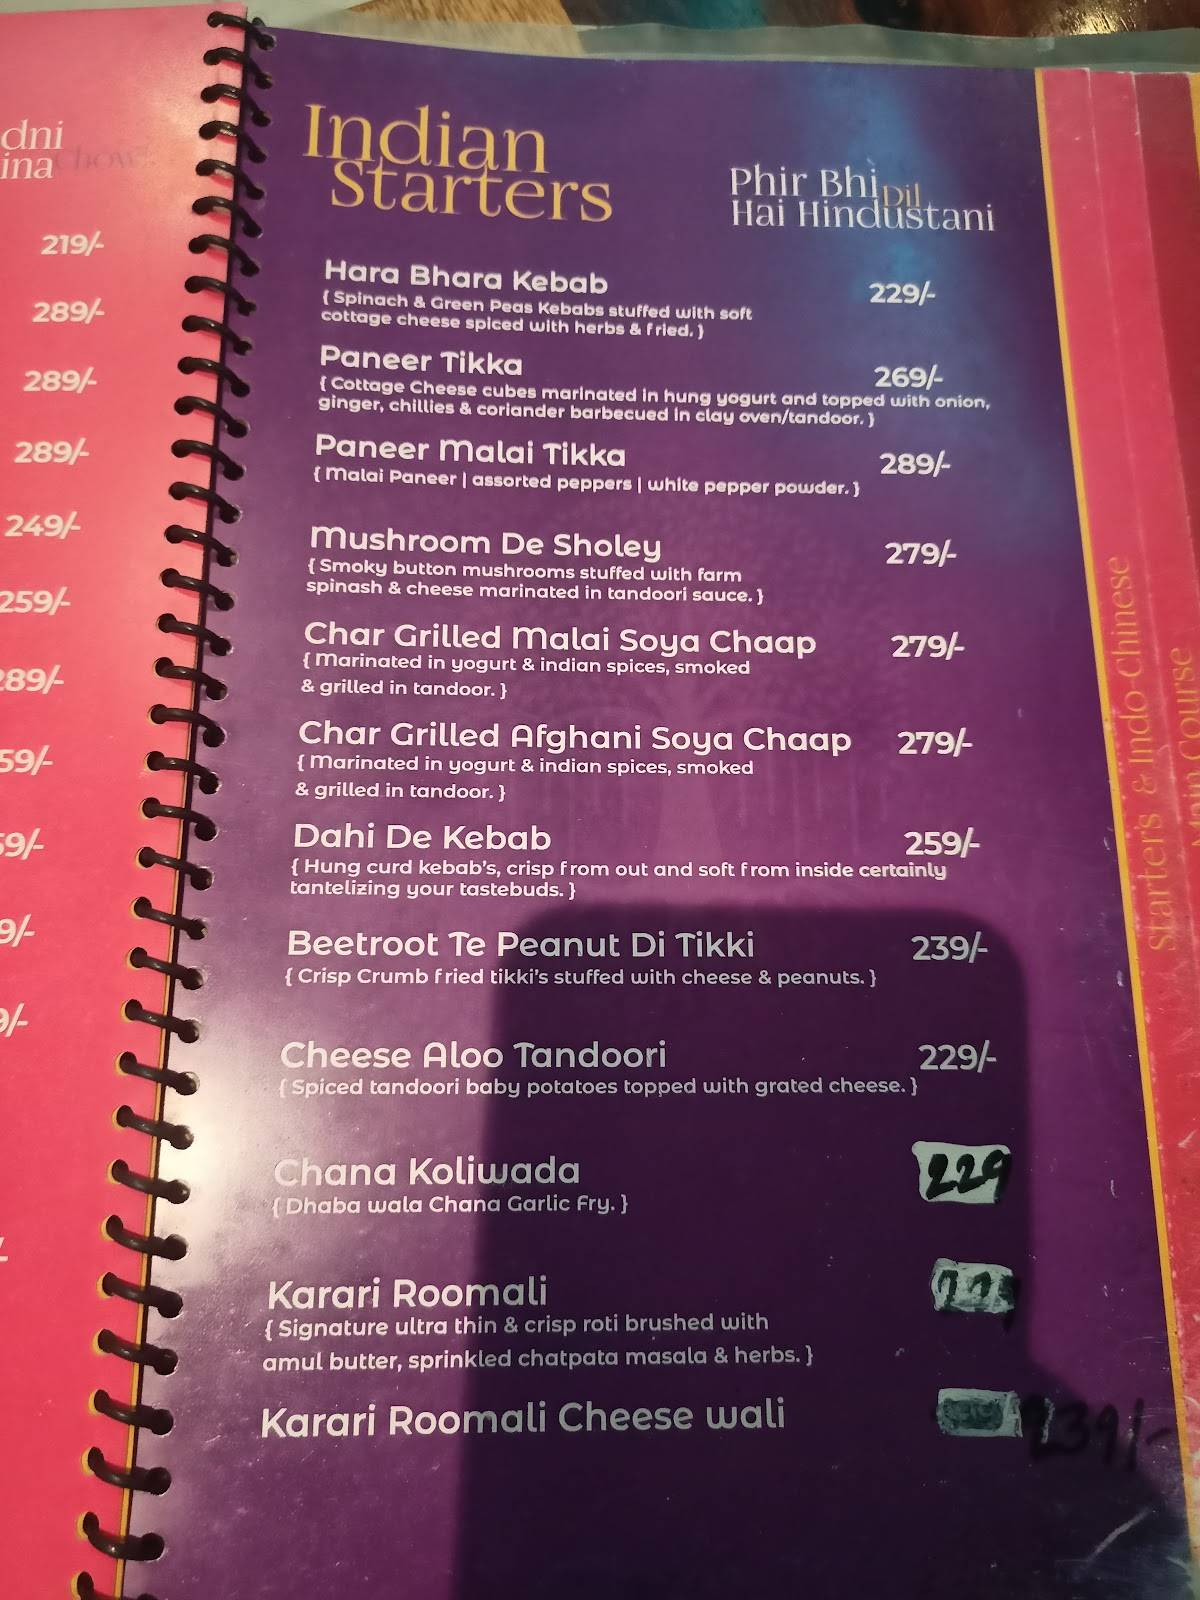 dni
ina
219/-
289/-
289/-
289/-
249/-
259/-
289/-
59/-
59/-
9/-
9/-
Indian
Starters
Phir Bhi Dil
Hai Hindustani
Hara Bhara Kebab 229/-
{ Spinach & Green Peas Kebabs stuffed with soft
cottage cheese spiced with herbs & fried. }
Paneer Tikka 269/-
{ Cottage Cheese cubes marinated in hung yogurt and topped with onion,
ginger, chillies & coriander barbecued in clay oven/tandoor. }
Paneer Malai Tikka 289/-
{ Malai Paneer | assorted peppers | white pepper powder. }
Mushroom De Sholey 279/-
{ Smoky button mushrooms stuffed with farm
spinash & cheese marinated in tandoori sauce. }
Char Grilled Malai Soya Chaap 279/-
{ Marinated in yogurt & indian spices, smoked
& grilled in tandoor. }
Char Grilled Afghani Soya Chaap 279/-
{ Marinated in yogurt & indian spices, smoked
& grilled in tandoor. }
Dahi De Kebab 259/-
{ Hung curd kebab's, crisp from out and soft from inside certainly
tantelizing your tastebuds. }
Beetroot Te Peanut Di Tikki 239/-
{ Crisp Crumb fried tikki's stuffed with cheese & peanuts. }
Cheese Aloo Tandoori 229/-
{ Spiced tandoori baby potatoes topped with grated cheese. }
Chana Koliwada 229
{ Dhaba wala Chana Garlic Fry. }
Karari Roomali
{ Signature ultra thin & crisp roti brushed with
amul butter, sprinkled chatpata masala & herbs. }
Karari Roomali Cheese wali 239/-
Starters & Indo-Chinese
Main Course